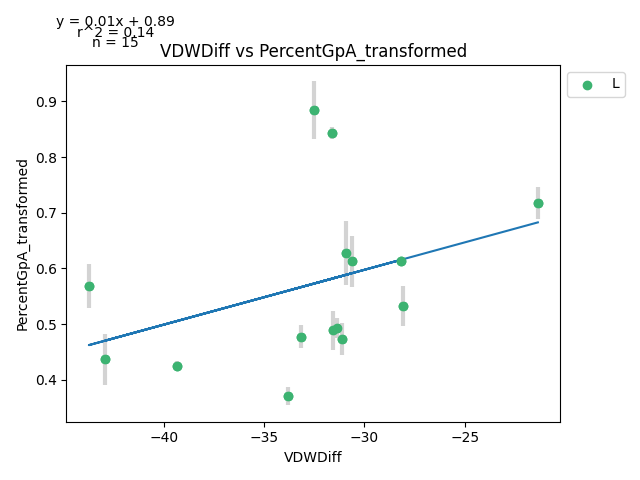 y = 0.01x + 0.89
r^2 = 0.14
n = 15
VDWDiff vs PercentGpA_transformed
L
PercentGpA_transformed
0.9
0.8
0.7
0.6
0.5
0.4
−40
−35
−30
−25
VDWDiff